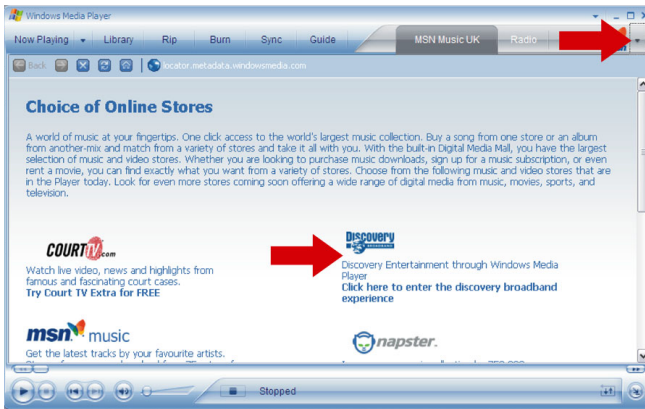 Windows Media Player
Now Playing Library Rip Burn Sync Guide MSN Music UK Radio
Back locator.metadata.windowsmedia.com
Choice of Online Stores
A world of music at your fingertips. One click access to the world's largest music collection. Buy a song from one store or an album
from another-mix and match from a variety of stores and take it all with you. With the built-in Digital Media Mall, you have the largest
selection of music and video stores. Whether you are looking to purchase music downloads, sign up for a music subscription, or even
rent a movie, you can find exactly what you want from a variety of stores. Choose from the following music and video stores that are
in the Player today. Look for even more stores coming soon offering a wide range of digital media from music, movies, sports, and
television.
COURT TV.com
Watch live video, news and highlights from
famous and fascinating court cases.
Try Court TV Extra for FREE
Discovery
Discovery Entertainment through Windows Media
Player
Click here to enter the discovery broadband
experience
msn music
Get the latest tracks by your favourite artists.
napster.
Stopped